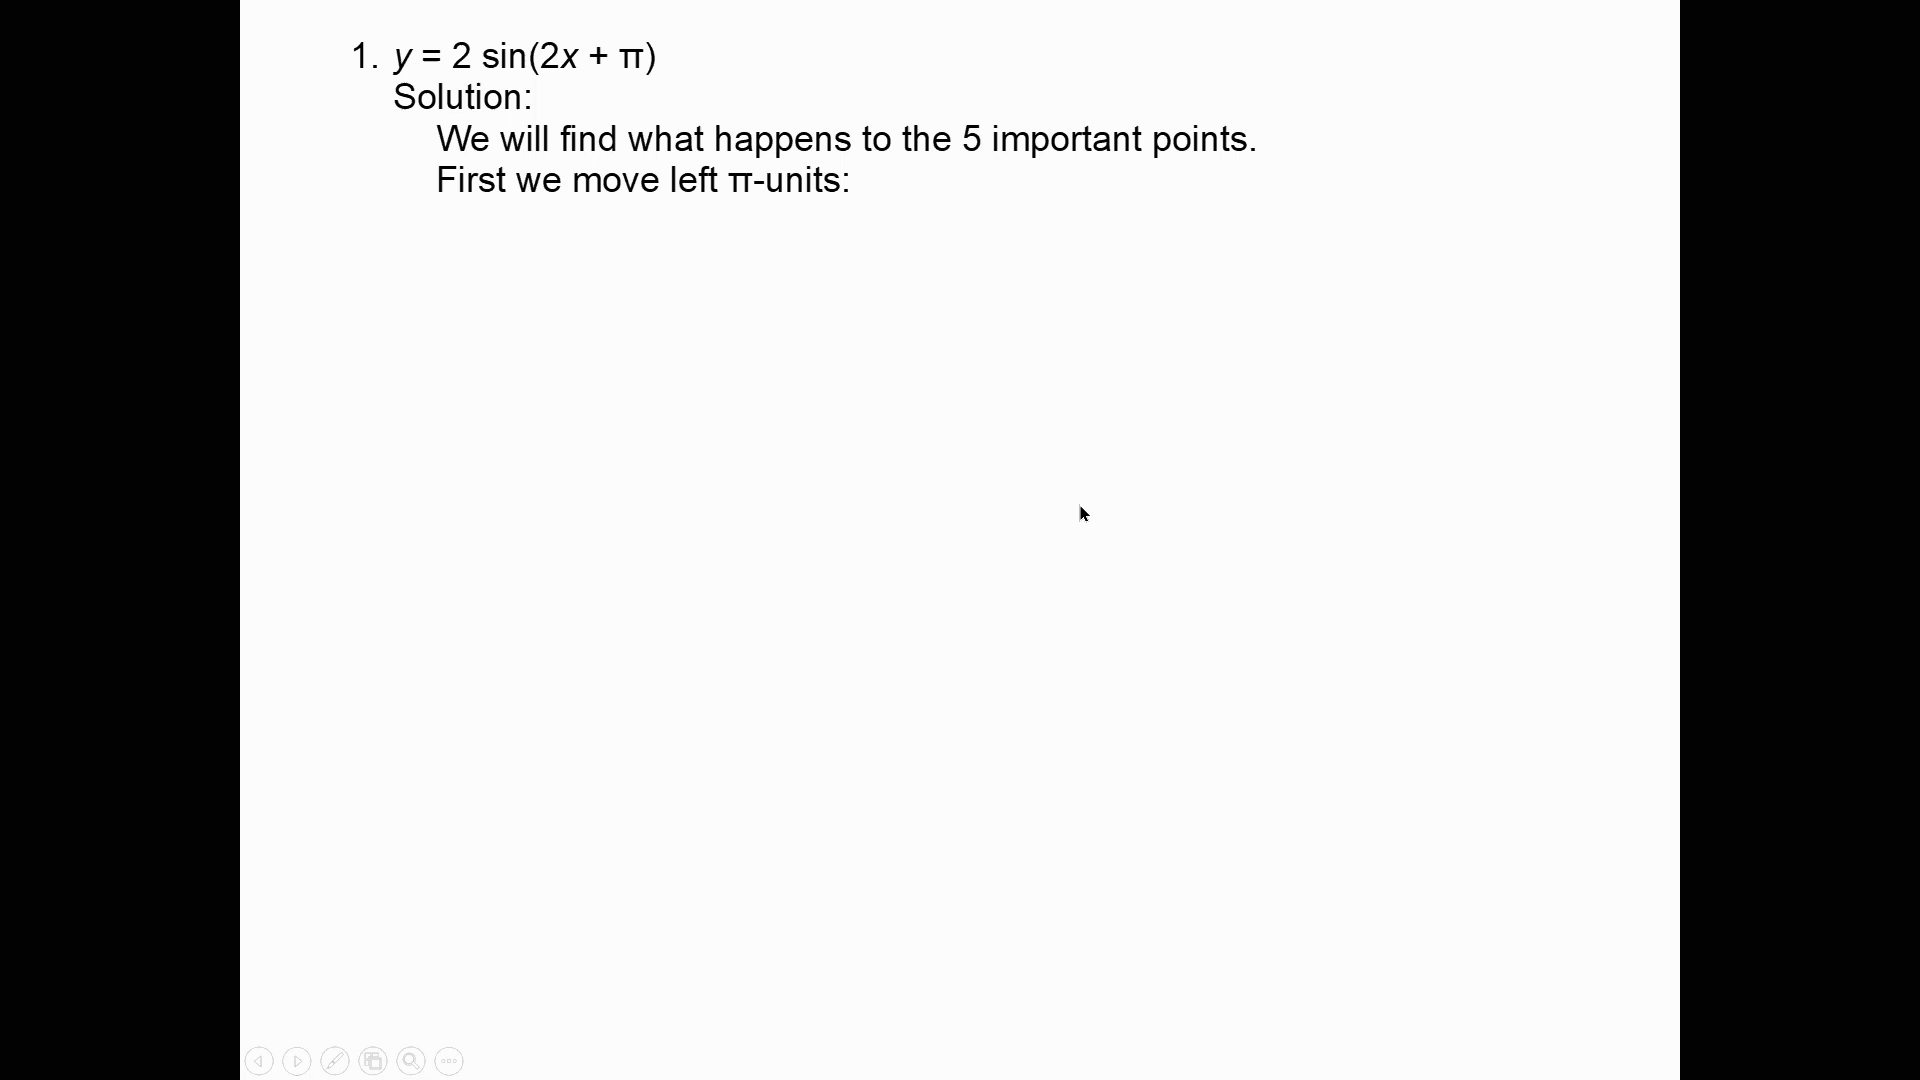 1. y = 2 sin(2x + π)
Solution:
We will find what happens to the 5 important points.
First we move left π-units: